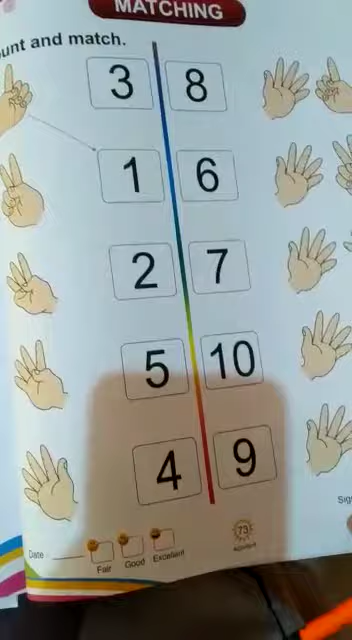 MATCHING
unt and match.
3 8
1 6
2 7
5 10
4 9
Date
Fair Good Excellent
73
Sig